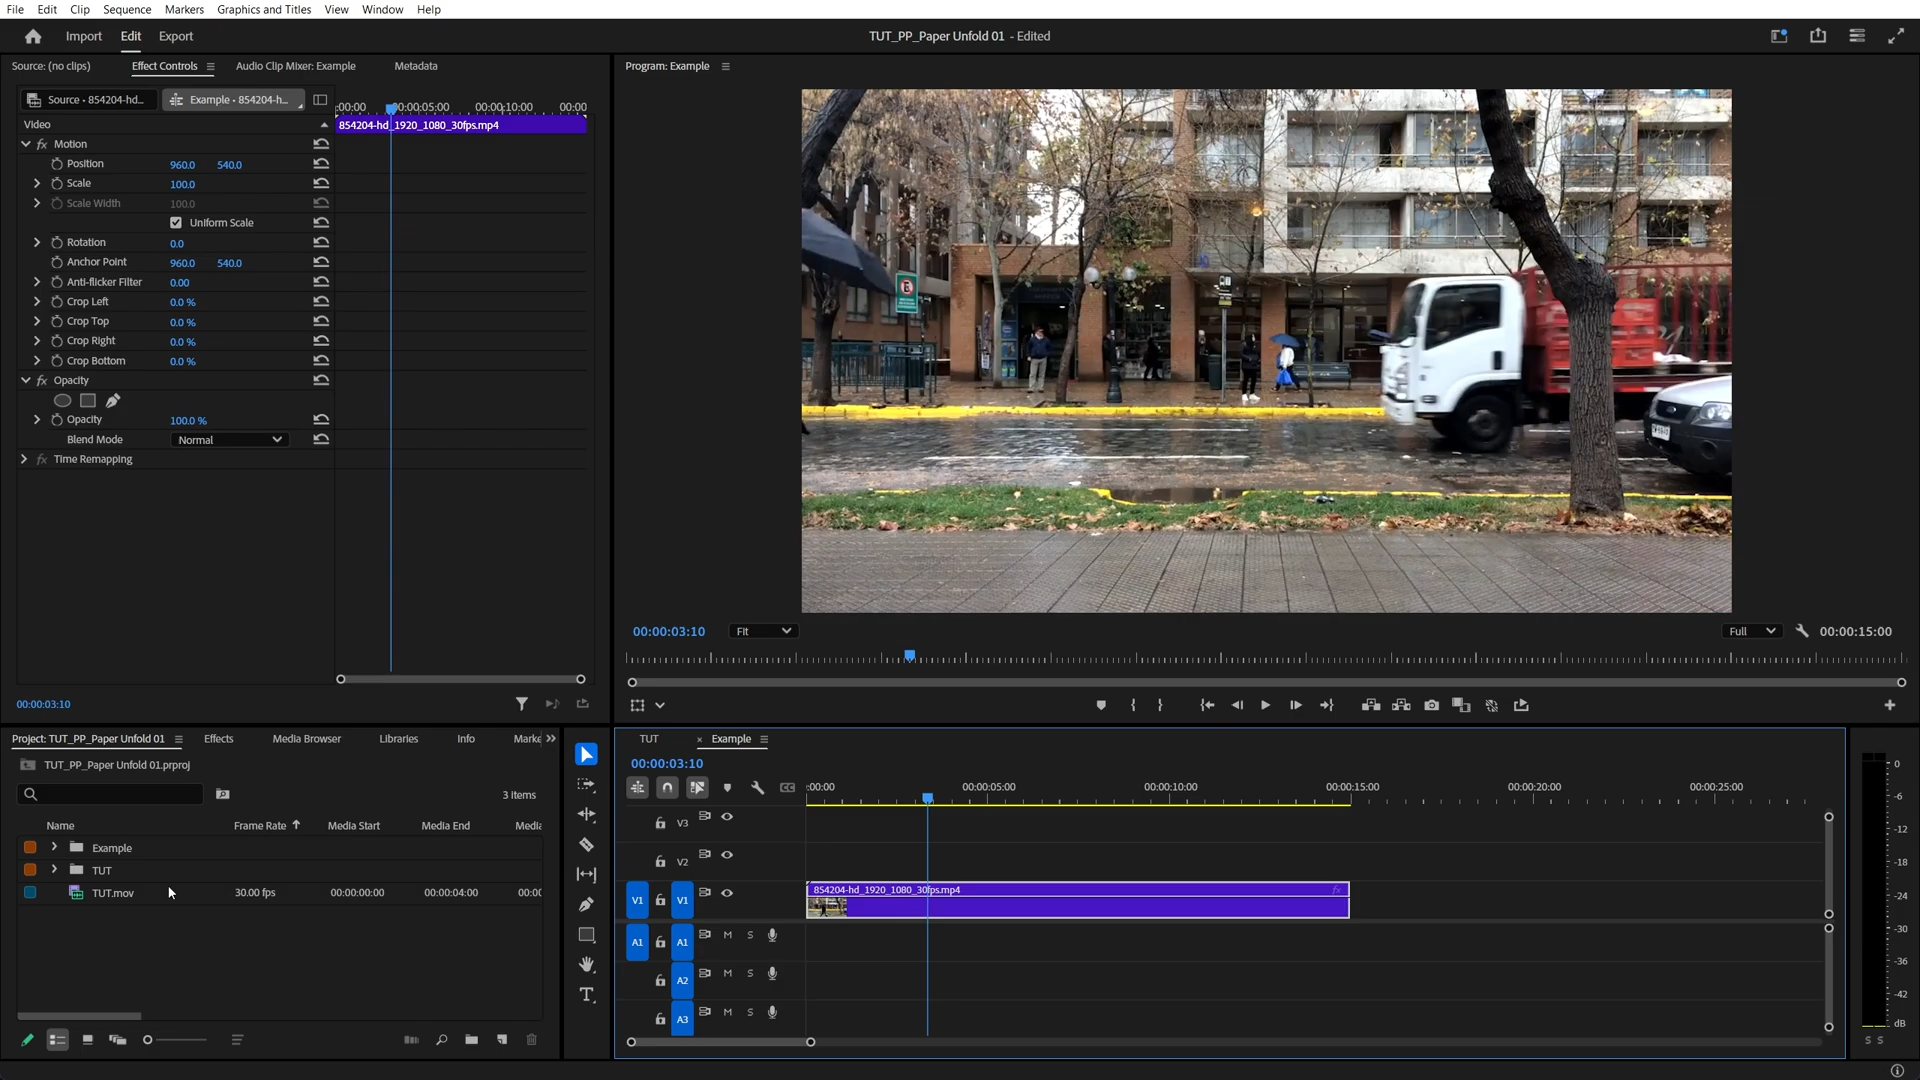 File Edit Clip Sequence Markers Graphics and Titles View Window Help
Import Edit Export
TUT_PP_Paper Unfold 01 - Edited
Source: (no clips) Effect Controls Audio Clip Mixer: Example Metadata
Source • 854204-hd... Example • 854204-h...
:00:00 00:00:05:00 00:00:10:00 00:00
Video
854204-hd_1920_1080_30fps.mp4
fx Motion
Position 960.0 540.0
Scale 100.0
Scale Width 100.0
Uniform Scale
Rotation 0.0
Anchor Point 960.0 540.0
Anti-flicker Filter 0.00
Crop Left 0.0 %
Crop Top 0.0 %
Crop Right 0.0 %
Crop Bottom 0.0 %
fx Opacity
Opacity 100.0 %
Blend Mode Normal
fx Time Remapping
00:00:03:10
Program: Example
E
00:00:03:10 Fit Full 00:00:15:00
Project: TUT_PP_Paper Unfold 01 Effects Media Browser Libraries Info Marke
TUT_PP_Paper Unfold 01.prproj
3 Items
Name Frame Rate Media Start Media End Media
Example
TUT
TUT.mov 30.00 fps 00:00:00:00 00:00:04:00 00:00
T
TUT × Example
00:00:03:10
:00:00 00:00:05:00 00:00:10:00 00:00:15:00 00:00:20:00 00:00:25:00
V3
V2
V1 V1 854204-hd_1920_1080_30fps.mp4 fx
A1 A1 M S
A2 M S
A3 M S
0
-6
-12
-18
-24
-30
-36
-42
dB
S S